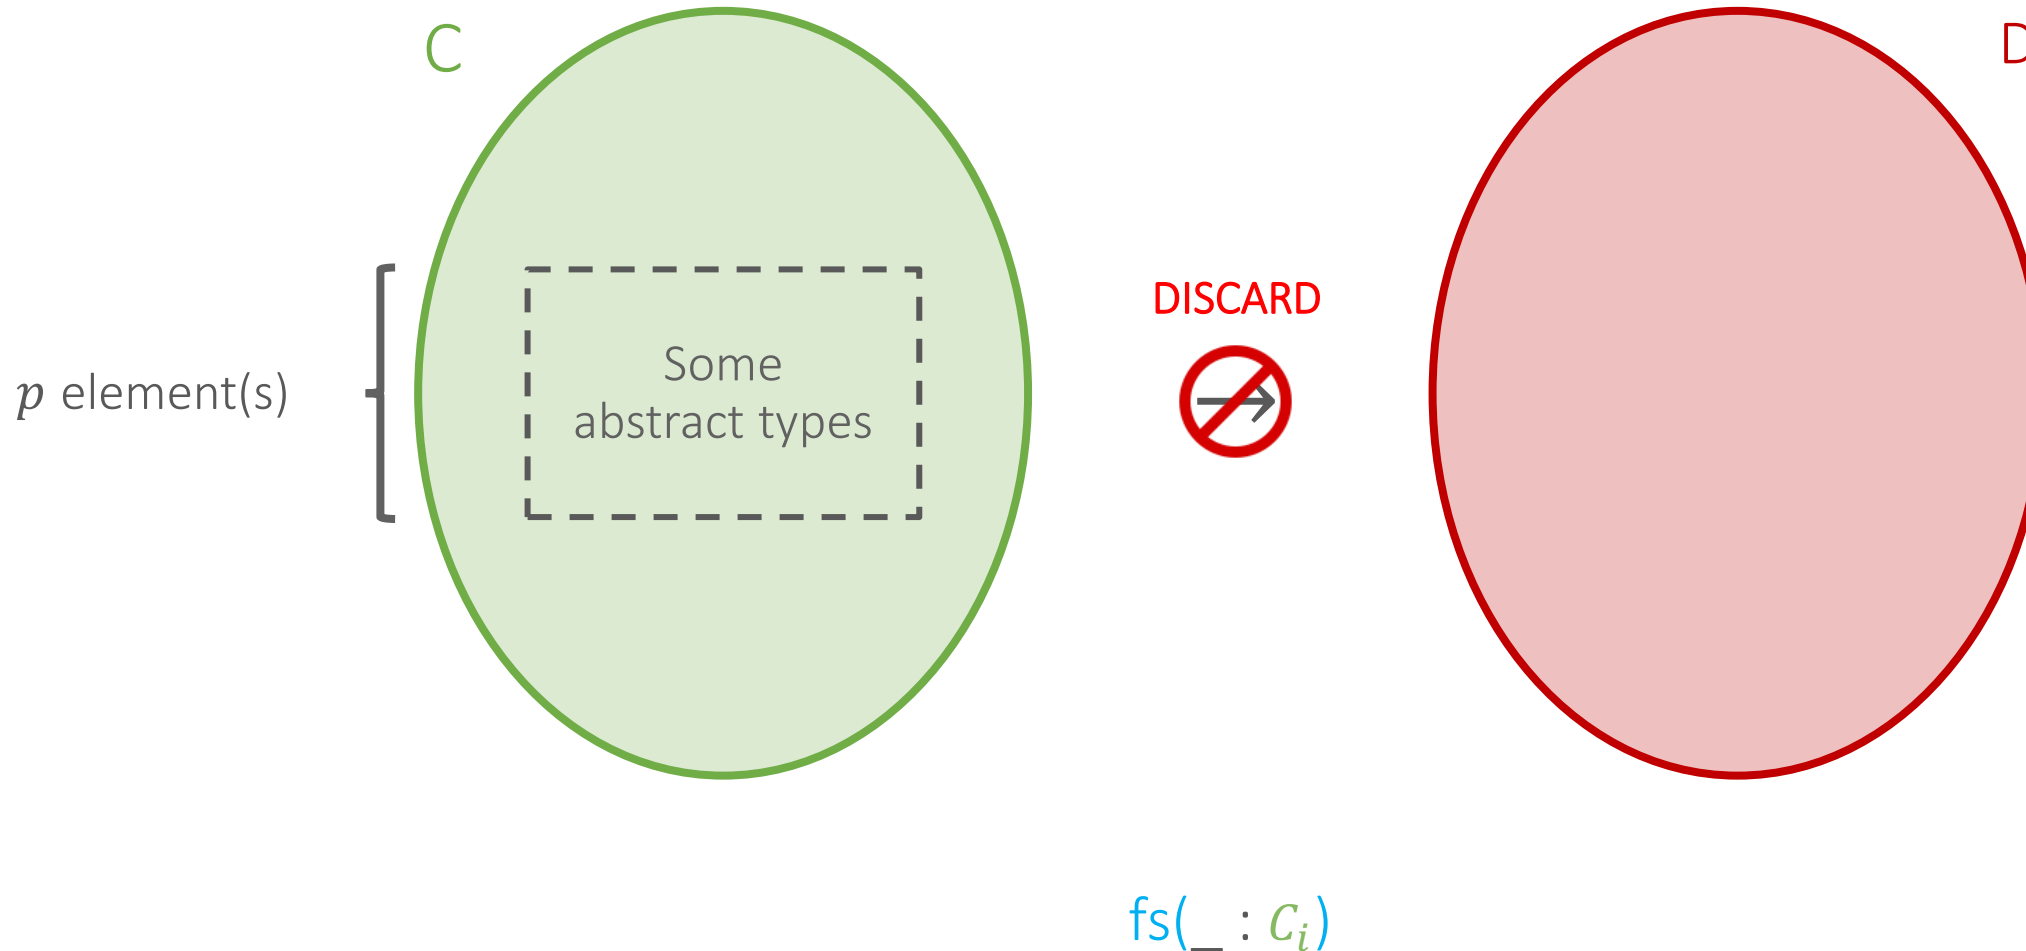 C
D
DISCARD
Some
abstract types
p element(s)
fs(_ : Cᵢ)